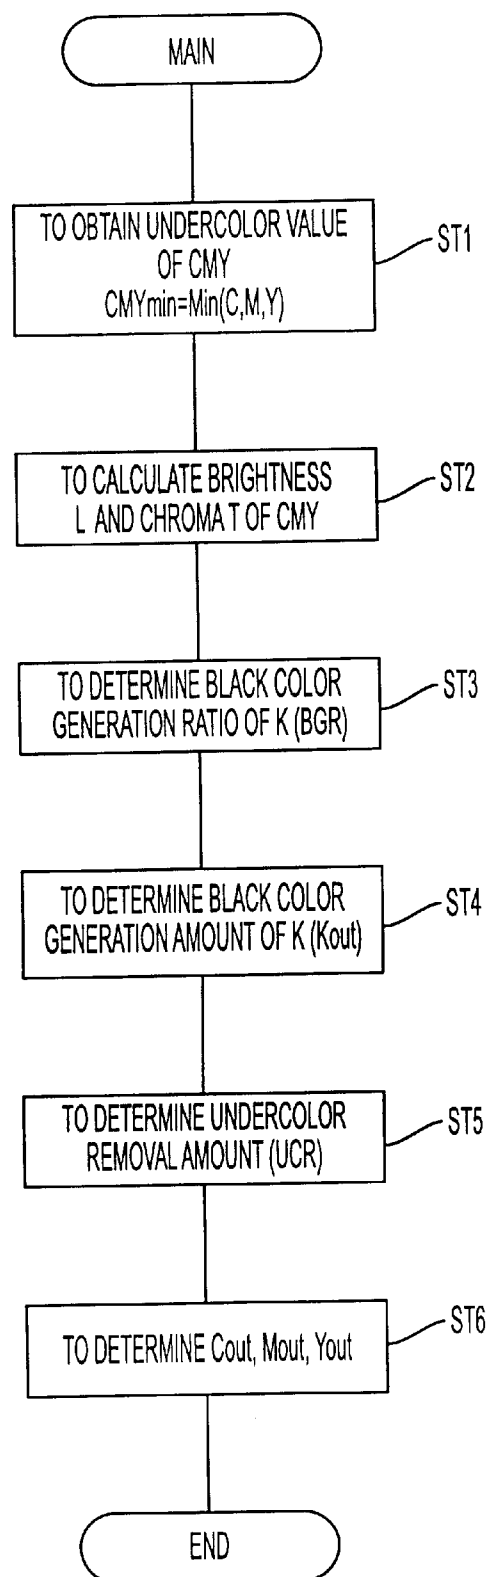 MAIN
TO OBTAIN UNDERCOLOR VALUE
OF CMY
CMYmin=Min(C,M,Y)
ST1
TO CALCULATE BRIGHTNESS
L AND CHROMA T OF CMY
ST2
TO DETERMINE BLACK COLOR
GENERATION RATIO OF K (BGR)
ST3
TO DETERMINE BLACK COLOR
GENERATION AMOUNT OF K (Kout)
ST4
TO DETERMINE UNDERCOLOR
REMOVAL AMOUNT (UCR)
ST5
TO DETERMINE Cout, Mout, Yout
ST6
END